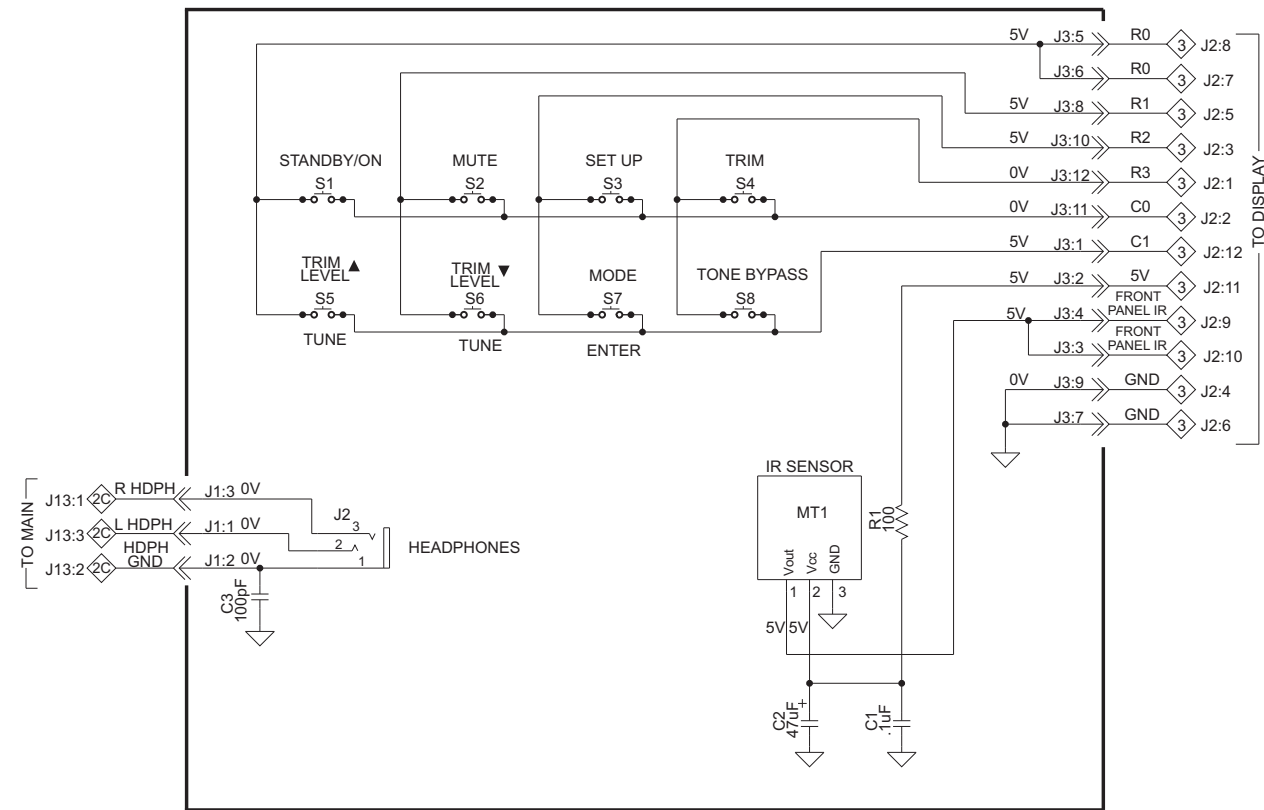 5V J3:5 R0 3 J2:8
J3:6 R0 3 J2:7
5V J3:8 R1 3 J2:5
5V J3:10 R2 3 J2:3
0V J3:12 R3 3 J2:1
0V J3:11 C0 3 J2:2
5V J3:1 C1 3 J2:12
5V J3:2 5V 3 J2:11
5V J3:4 FRONT PANEL IR 3 J2:9
J3:3 FRONT PANEL IR 3 J2:10
0V J3:9 GND 3 J2:4
J3:7 GND 3 J2:6
TO DISPLAY
STANDBY/ON
S1
MUTE
S2
SET UP
S3
TRIM
S4
TRIM
LEVEL ▲
S5
TUNE
TRIM
LEVEL ▼
S6
TUNE
MODE
S7
ENTER
TONE BYPASS
S8
TO MAIN
J13:1 2C R HDPH J1:3 0V
J13:3 2C L HDPH J1:1 0V
J13:2 2C HDPH GND J1:2 0V
J2
3
2
1
HEADPHONES
C3
100pF
IR SENSOR
MT1
Vout
Vcc
GND
1 2 3
5V 5V
R1
100
C2
47uF
+
C1
.1uF